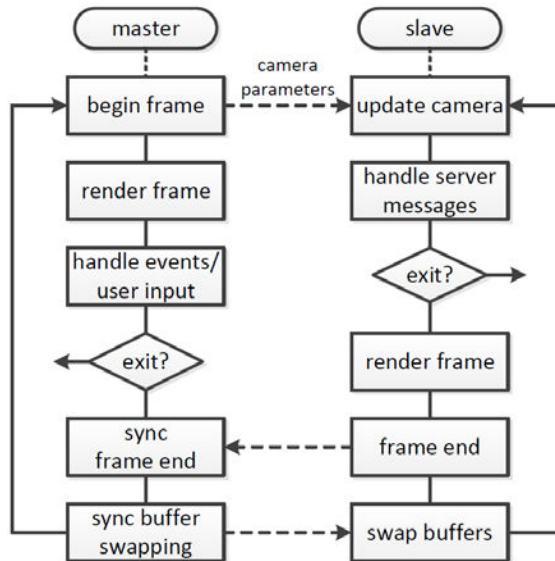 master
slave
camera
parameters
begin frame
update camera
render frame
handle server
messages
handle events/
user input
exit?
exit?
render frame
sync
frame end
frame end
sync buffer
swapping
swap buffers